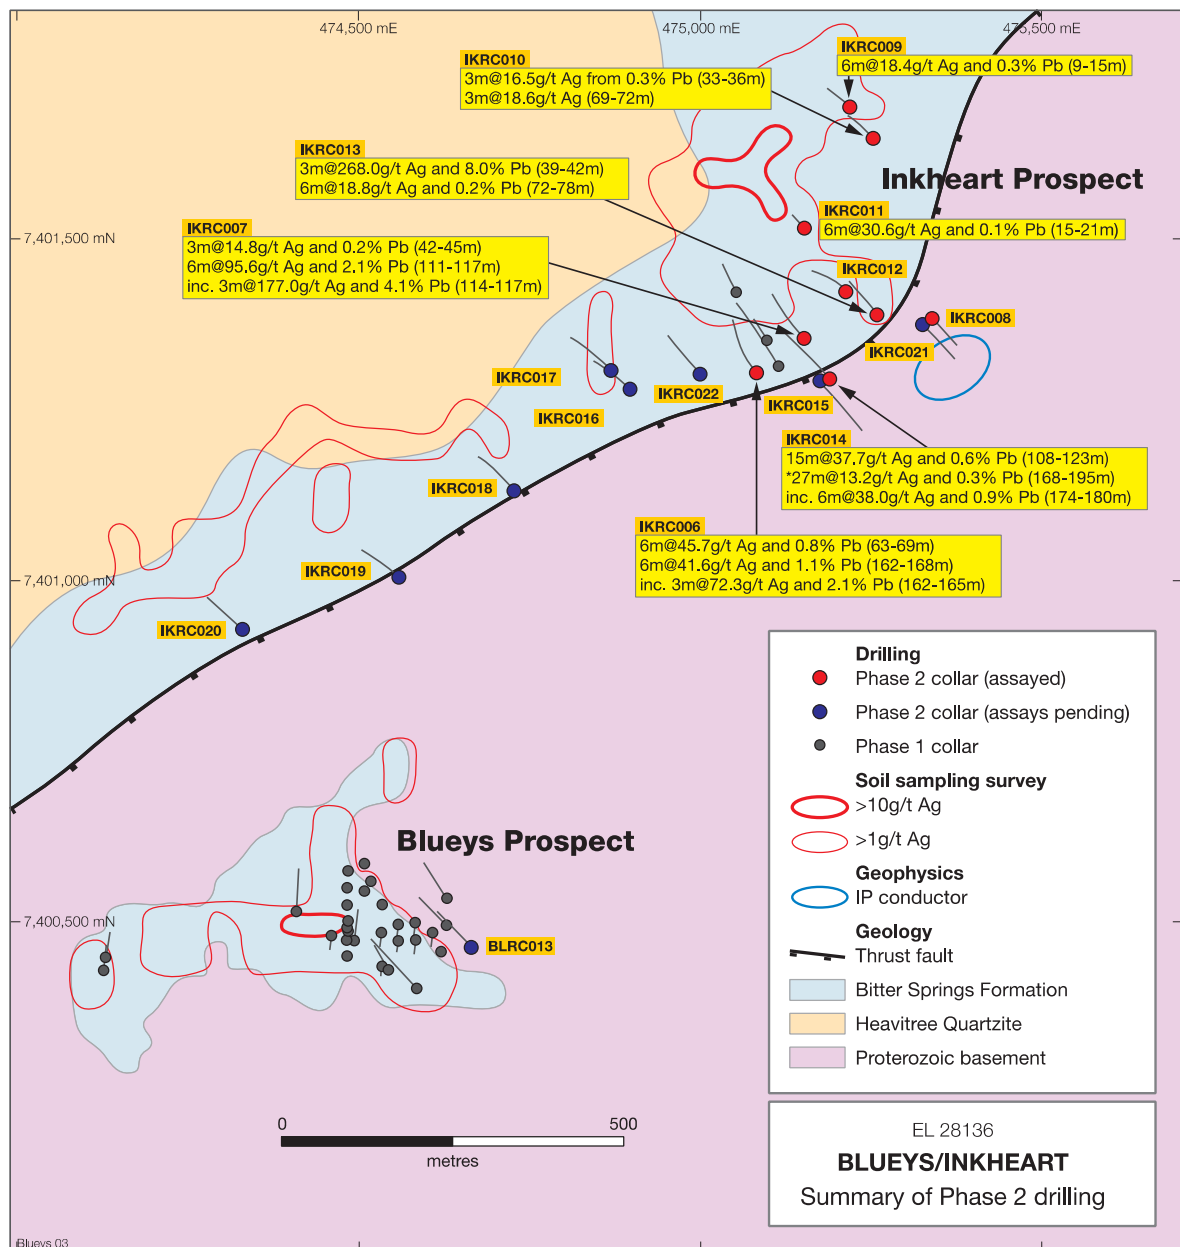 474,500 mE
475,000 mE
475,500 mE
IKRC009
6m@18.4g/t Ag and 0.3% Pb (9-15m)
IKRC010
3m@16.5g/t Ag from 0.3% Pb (33-36m)
3m@18.6g/t Ag (69-72m)
IKRC013
3m@268.0g/t Ag and 8.0% Pb (39-42m)
6m@18.8g/t Ag and 0.2% Pb (72-78m)
Inkheart Prospect
IKRC011
6m@30.6g/t Ag and 0.1% Pb (15-21m)
IKRC007
3m@14.8g/t Ag and 0.2% Pb (42-45m)
6m@95.6g/t Ag and 2.1% Pb (111-117m)
inc. 3m@177.0g/t Ag and 4.1% Pb (114-117m)
7,401,500 mN
IKRC012
IKRC008
IKRC021
IKRC017
IKRC022
IKRC015
IKRC016
IKRC014
15m@37.7g/t Ag and 0.6% Pb (108-123m)
*27m@13.2g/t Ag and 0.3% Pb (168-195m)
inc. 6m@38.0g/t Ag and 0.9% Pb (174-180m)
IKRC018
IKRC006
6m@45.7g/t Ag and 0.8% Pb (63-69m)
6m@41.6g/t Ag and 1.1% Pb (162-168m)
inc. 3m@72.3g/t Ag and 2.1% Pb (162-165m)
IKRC019
7,401,000 mN
IKRC020
Blueys Prospect
7,400,500 mN
BLRC013
Drilling
Phase 2 collar (assayed)
Phase 2 collar (assays pending)
Phase 1 collar
Soil sampling survey
>10g/t Ag
>1g/t Ag
Geophysics
IP conductor
Geology
Thrust fault
Bitter Springs Formation
Heavitree Quartzite
Proterozoic basement
0 500
metres
EL 28136
BLUEYS/INKHEART
Summary of Phase 2 drilling
Blueys 03